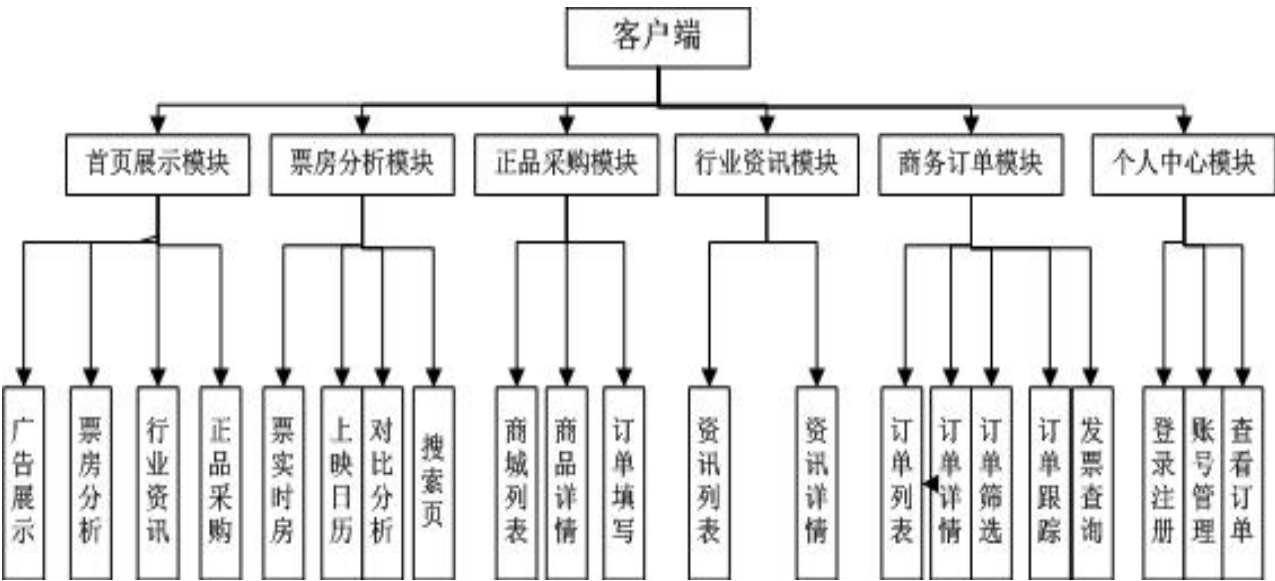 客户端
首页展示模块
票房分析模块
正品采购模块
行业资讯模块
商务订单模块
个人中心模块
广告展示
票房分析
行业资讯
正品采购
票实时房
上映日历
对比分析
搜索页
商城列表
商品详情
订单填写
资讯列表
资讯详情
订单列表
订单详情
订单筛选
订单跟踪
发票查询
登录注册
账号管理
查看订单